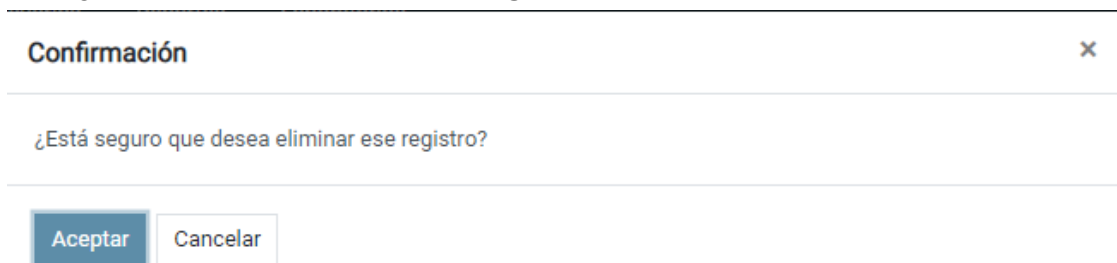 Confirmación ×
¿Está seguro que desea eliminar ese registro?
Aceptar Cancelar